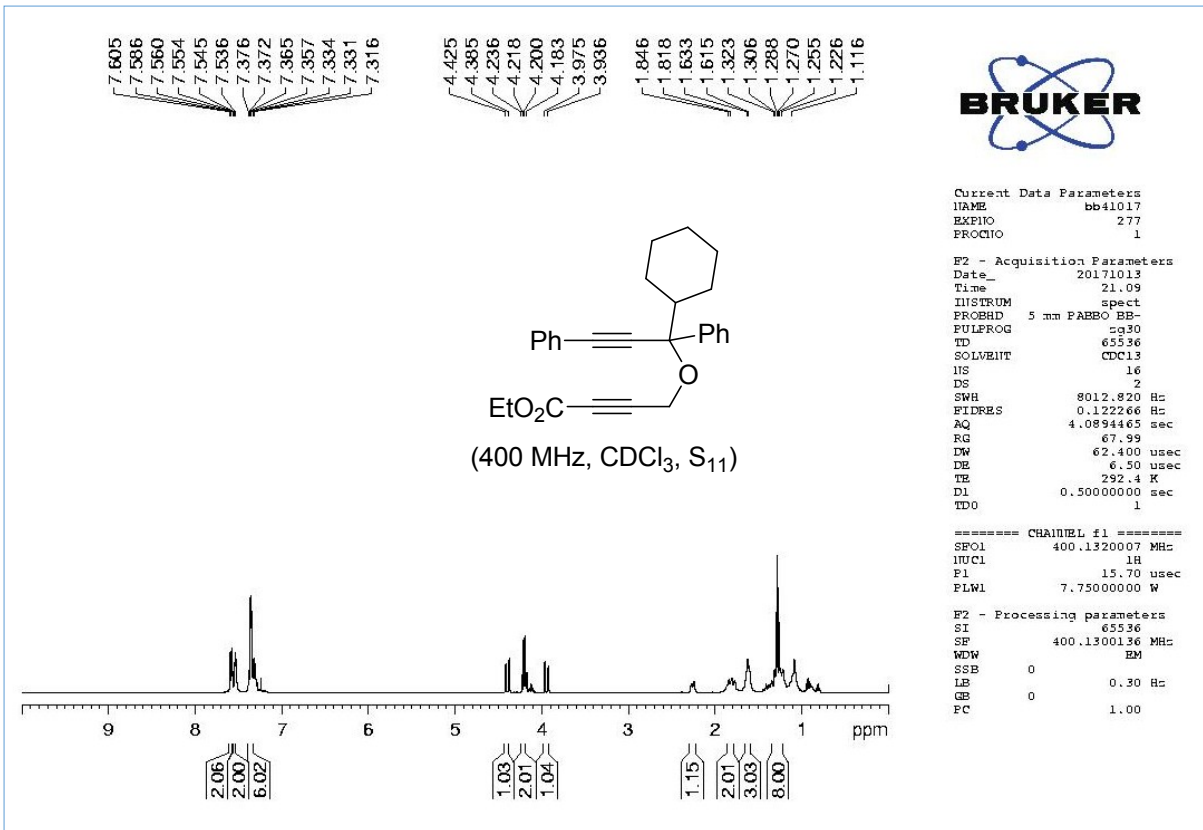 7.605
7.586
7.560
7.554
7.545
7.536
7.376
7.372
7.365
7.357
7.334
7.331
7.316
4.425
4.385
4.236
4.218
4.200
4.183
3.975
3.936
1.846
1.818
1.633
1.615
1.323
1.306
1.288
1.270
1.255
1.226
1.116
BRUKER
Current Data Parameters
NAME bb41017
EXPNO 277
PROCNO 1
F2 - Acquisition Parameters
Date_ 20171013
Time 21.09
INSTRUM spect
PROBHD 5 mm PABBO BB-
PULPROG zg30
TD 65536
SOLVENT CDCl3
NS 16
DS 2
SWH 8012.820 Hz
FIDRES 0.122266 Hz
AQ 4.0894465 sec
RG 67.99
DW 62.400 usec
DE 6.50 usec
TE 292.4 K
D1 0.50000000 sec
TD0 1
======== CHANNEL f1 ========
SFO1 400.1320007 MHz
NUC1 1H
P1 15.70 usec
PLW1 7.75000000 W
F2 - Processing parameters
SI 65536
SF 400.1300136 MHz
WDW EM
SSB 0
LB 0.30 Hz
GB 0
PC 1.00
Ph
Ph
O
EtO2C
(400 MHz, CDCl3, S11)
9 8 7 6 5 4 3 2 1 ppm
2.06
2.00
6.02
1.03
2.01
1.04
1.15
2.01
3.03
8.00